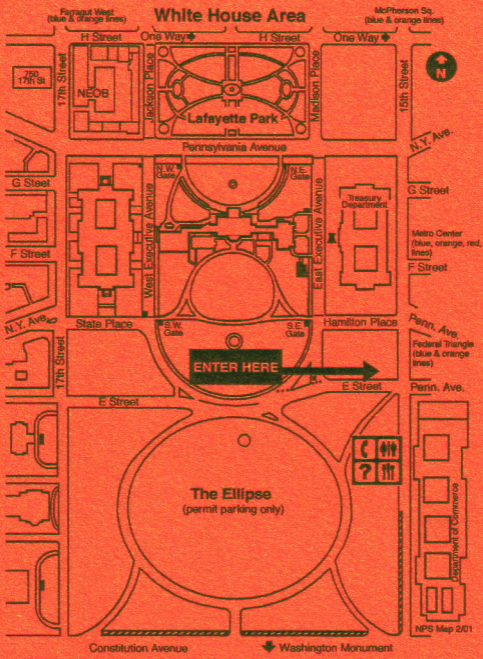 White House Area
Farragut West
(blue & orange lines)
McPherson Sq.
(blue & orange lines)
H Street
One Way
H Street
One Way
N
750
17th St
17th Street
NEOB
Jackson Place
Lafayette Park
Madison Place
15th Street
N.Y. Ave.
Pennsylvania Avenue
N.W.
Gate
N.E.
Gate
G Steet
G Street
West Executive Avenue
East Executive Avenue
Treasury
Department
Metro Center
(blue, orange, red,
lines)
F Street
F Street
N.Y. Ave.
State Place
S.W.
Gate
S.E.
Gate
Hamilton Place
Penn. Ave.
Federal Triangle
(blue & orange
lines)
17th Street
ENTER HERE
E Street
Penn. Ave.
E Street
?
The Ellipse
(permit parking only)
Department of Commerce
NPS Map 2/01
Constitution Avenue
Washington Monument